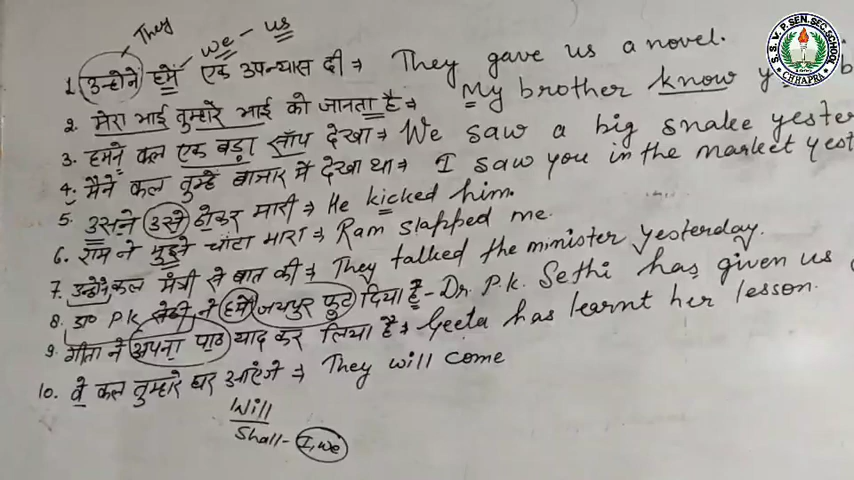 They
we - us
1. उन्होने हमें एक उपन्यास दी → They gave us a novel.
2. मेरा भाई तुम्हारे भाई को जानता है → My brother know
3. हमने कल एक बड़ा साँप देखा → We saw a big snake yester
4. मैने कल तुम्हे बाजार में देखा था → I saw you in the market yest
5. उसने उसे ठोकर मारी → He kicked him.
6. राम ने मुझे चांटा मारा → Ram slapped me.
7. उन्होने कल मंत्री से बात की → They talked the minister yesterday.
8. डा० P.K सेठी ने हमें जयपुर फुट दिया है - Dr. P.K. Sethi has given us
9. गीता ने अपना पाठ याद कर लिया है → Geeta has learnt her lesson.
10. वे कल तुम्हारे घर आएंगे → They will come
Will
Shall - I, we
S.S.V.P.SEN.SEC.SCHOOL
CHHAPRA